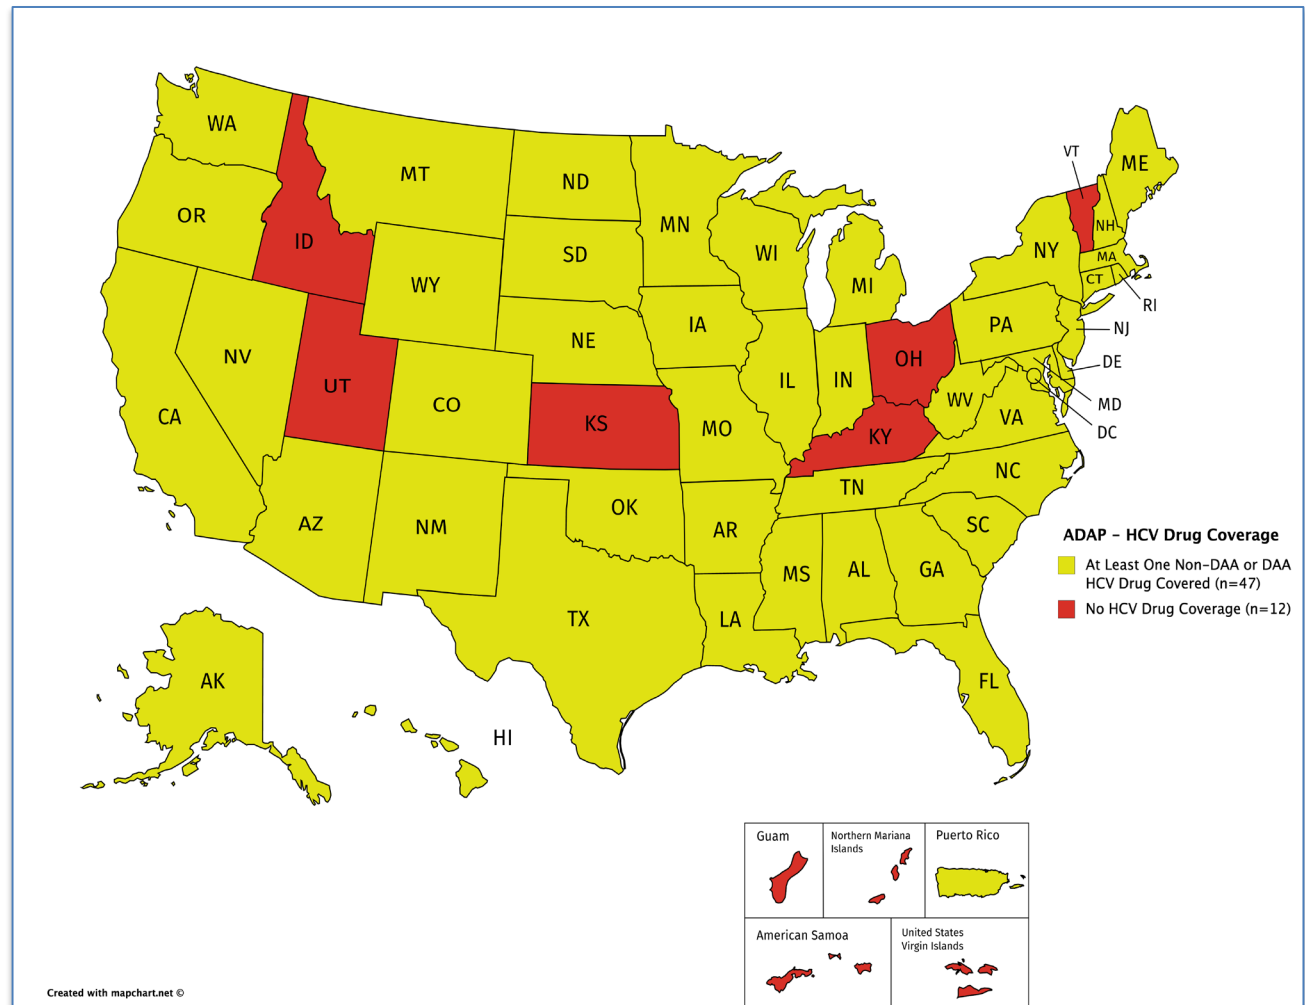 WA
VT
ME
MT
ND
OR
MN
NH
ID
WI
NY
SD
MA
WY
MI
CT
RI
IA
PA
NJ
NE
NV
OH
DE
UT
IL
IN
CO
WV
MD
CA
KS
MO
VA
KY
DC
NC
TN
OK
AZ
NM
AR
SC
ADAP – HCV Drug Coverage
At Least One Non-DAA or DAA
HCV Drug Covered (n=47)
No HCV Drug Coverage (n=12)
MS
AL
GA
TX
LA
AK
FL
HI
Guam
Northern Mariana
Islands
Puerto Rico
American Samoa
United States
Virgin Islands
Created with mapchart.net ©